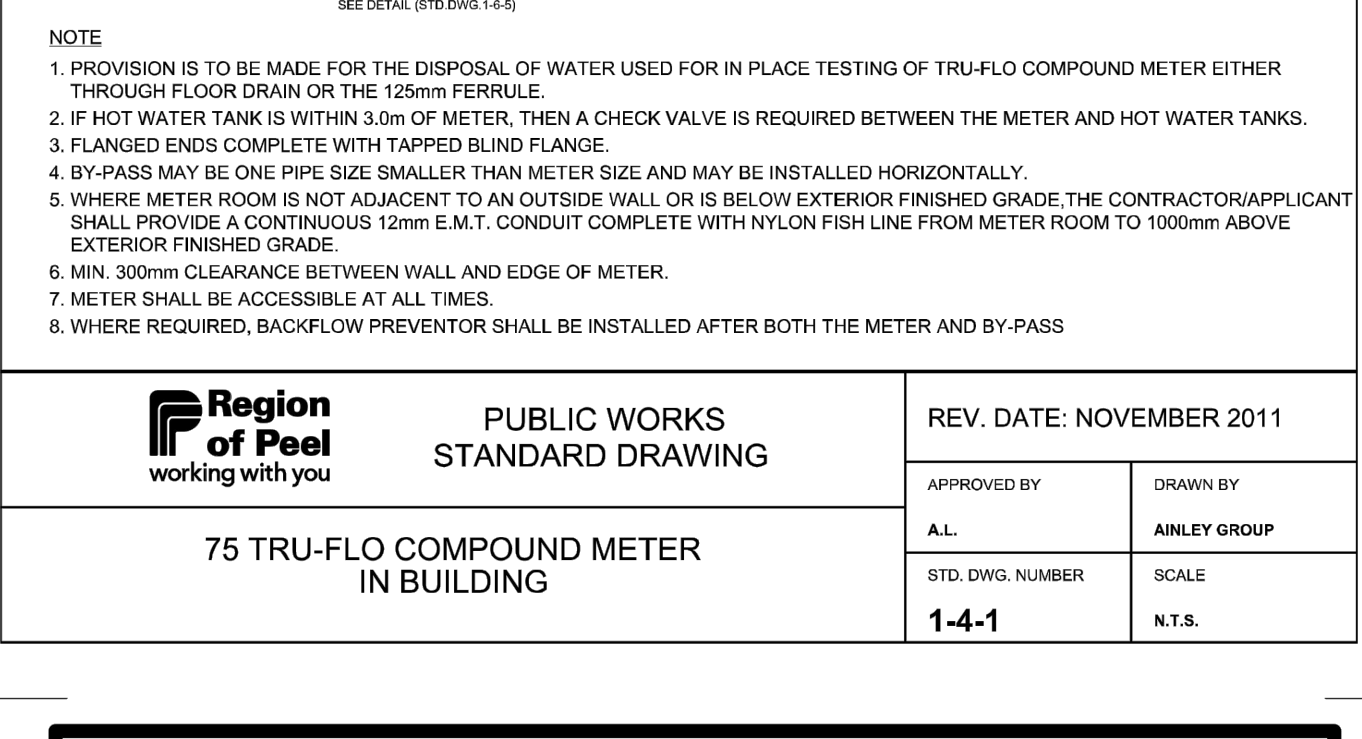 SEE DETAIL (STD.DWG.1-6-5)
NOTE
1. PROVISION IS TO BE MADE FOR THE DISPOSAL OF WATER USED FOR IN PLACE TESTING OF TRU-FLO COMPOUND METER EITHER
THROUGH FLOOR DRAIN OR THE 125mm FERRULE.
2. IF HOT WATER TANK IS WITHIN 3.0m OF METER, THEN A CHECK VALVE IS REQUIRED BETWEEN THE METER AND HOT WATER TANKS.
3. FLANGED ENDS COMPLETE WITH TAPPED BLIND FLANGE.
4. BY-PASS MAY BE ONE PIPE SIZE SMALLER THAN METER SIZE AND MAY BE INSTALLED HORIZONTALLY.
5. WHERE METER ROOM IS NOT ADJACENT TO AN OUTSIDE WALL OR IS BELOW EXTERIOR FINISHED GRADE,THE CONTRACTOR/APPLICANT
SHALL PROVIDE A CONTINUOUS 12mm E.M.T. CONDUIT COMPLETE WITH NYLON FISH LINE FROM METER ROOM TO 1000mm ABOVE
EXTERIOR FINISHED GRADE.
6. MIN. 300mm CLEARANCE BETWEEN WALL AND EDGE OF METER.
7. METER SHALL BE ACCESSIBLE AT ALL TIMES.
8. WHERE REQUIRED, BACKFLOW PREVENTOR SHALL BE INSTALLED AFTER BOTH THE METER AND BY-PASS
Region
of Peel
working with you
PUBLIC WORKS
STANDARD DRAWING
REV. DATE: NOVEMBER 2011
APPROVED BY
A.L.
DRAWN BY
AINLEY GROUP
75 TRU-FLO COMPOUND METER
IN BUILDING
STD. DWG. NUMBER
1-4-1
SCALE
N.T.S.